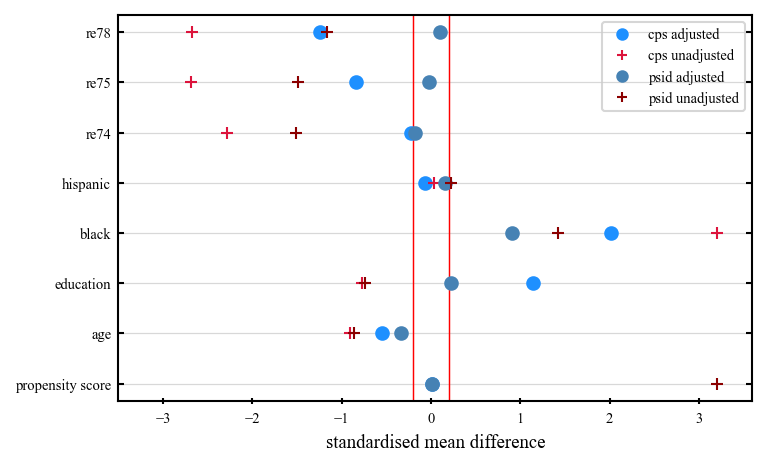 re78
re75
re74
hispanic
black
education
age
propensity score
cps adjusted
cps unadjusted
psid adjusted
psid unadjusted
−3 −2 −1 0 1 2 3
standardised mean difference